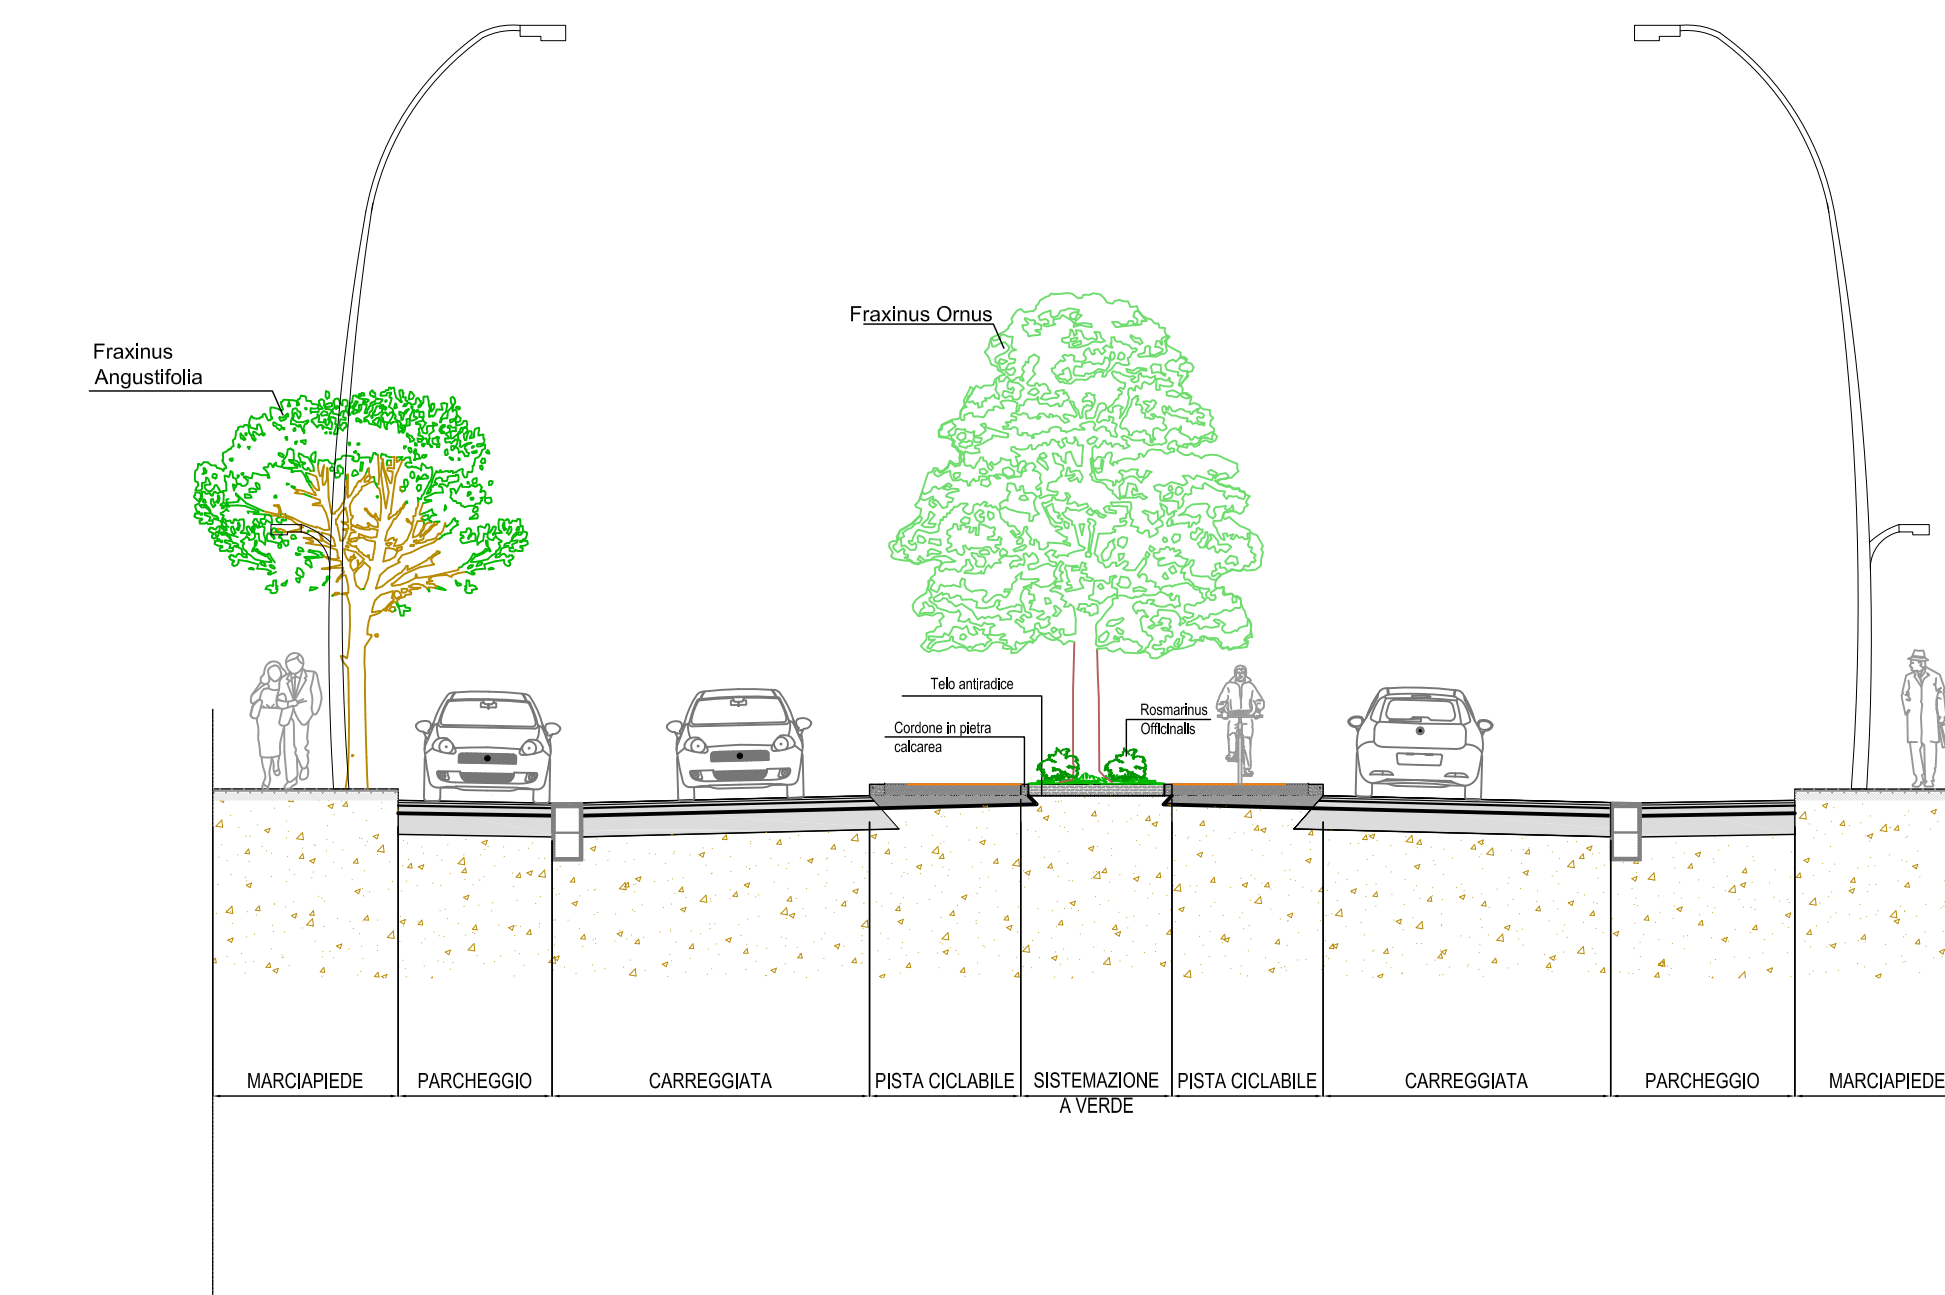 Fraxinus Ornus
Fraxinus
Angustifolia
Telo antiradice
Cordone in pietra
calcarea
Rosmarinus
Officinalis
MARCIAPIEDE
PARCHEGGIO
CARREGGIATA
PISTA CICLABILE
SISTEMAZIONE
A VERDE
PISTA CICLABILE
CARREGGIATA
PARCHEGGIO
MARCIAPIEDE